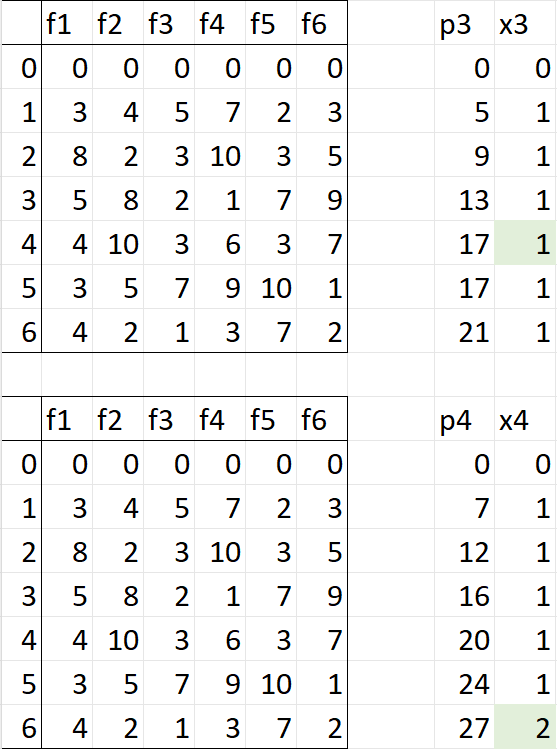 f1 f2 f3 f4 f5 f6 p3 x3
0 0 0 0 0 0 0 0 0
1 3 4 5 7 2 3 5 1
2 8 2 3 10 3 5 9 1
3 5 8 2 1 7 9 13 1
4 4 10 3 6 3 7 17 1
5 3 5 7 9 10 1 17 1
6 4 2 1 3 7 2 21 1
f1 f2 f3 f4 f5 f6 p4 x4
0 0 0 0 0 0 0 0 0
1 3 4 5 7 2 3 7 1
2 8 2 3 10 3 5 12 1
3 5 8 2 1 7 9 16 1
4 4 10 3 6 3 7 20 1
5 3 5 7 9 10 1 24 1
6 4 2 1 3 7 2 27 2